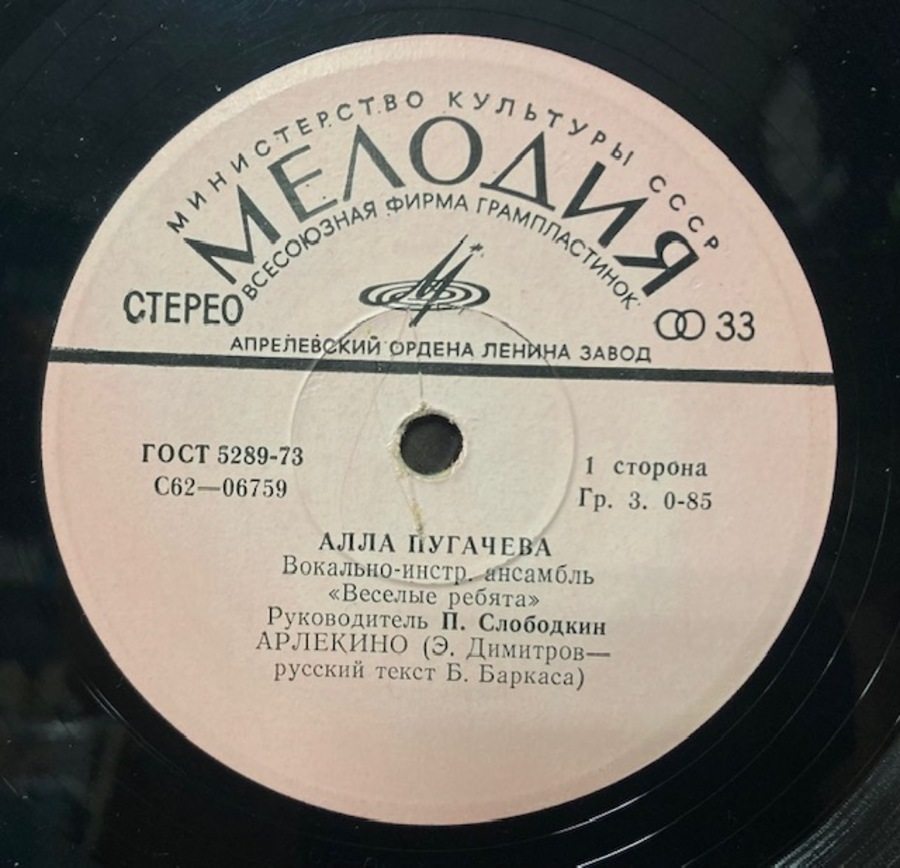 МИНИСТЕРСТВО КУЛЬТУРЫ СССР
МЕЛОДИЯ
ВСЕСОЮЗНАЯ ФИРМА ГРАМПЛАСТИНОК
СТЕРЕО
33
АПРЕЛЕВСКИЙ ОРДЕНА ЛЕНИНА ЗАВОД
ГОСТ 5289-73
С62—06759
1 сторона
Гр. 3. 0-85
АЛЛА ПУГАЧЕВА
Вокально-инстр. ансамбль
«Веселые ребята»
Руководитель П. Слободкин
АРЛЕКИНО (Э. Димитров—
русский текст Б. Баркаса)